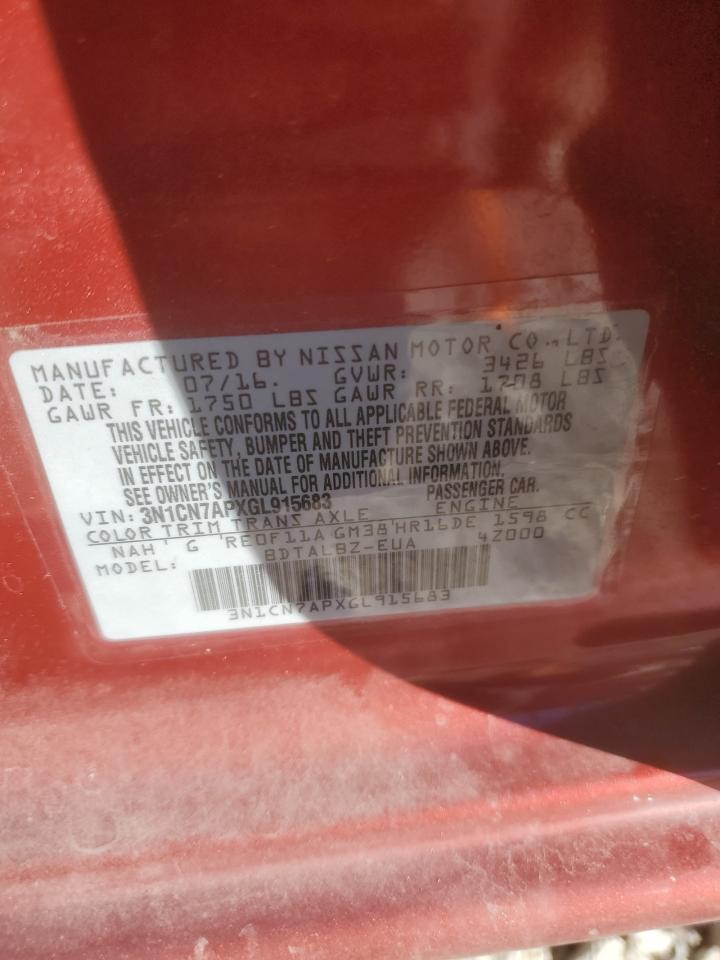 MANUFACTURED BY NISSAN MOTOR CO., LTD.
DATE: 07/16. GVWR: 3426 LBS
GAWR FR: 1750 LBS GAWR RR: 1708 LBS
THIS VEHICLE CONFORMS TO ALL APPLICABLE FEDERAL MOTOR
VEHICLE SAFETY, BUMPER AND THEFT PREVENTION STANDARDS
IN EFFECT ON THE DATE OF MANUFACTURE SHOWN ABOVE.
SEE OWNER'S MANUAL FOR ADDITIONAL INFORMATION.
VIN: 3N1CN7APXGL915683 PASSENGER CAR.
COLOR TRIM TRANS AXLE ENGINE
NAH G RE0F11A GM38 HR16DE 1598 CC
MODEL: BDTALBZ-EUA 4Z000
3N1CN7APXGL915683